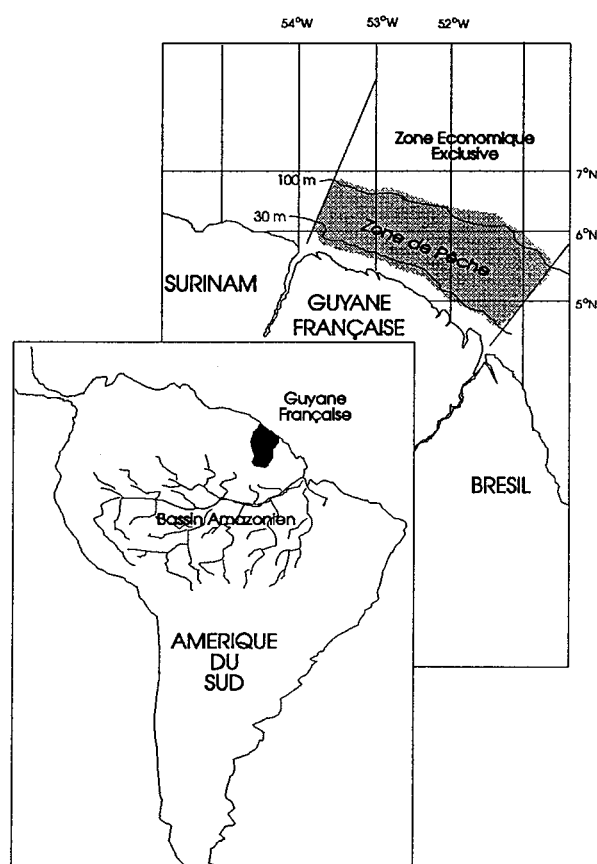 54°W
53°W
52°W
Zone Economique
Exclusive
7°N
100 m
30 m
6°N
Zone de Pêche
SURINAM
5°N
GUYANE
FRANÇAISE
Guyane
Française
BRESIL
Bassin Amazonien
AMÉRIQUE
DU
SUD